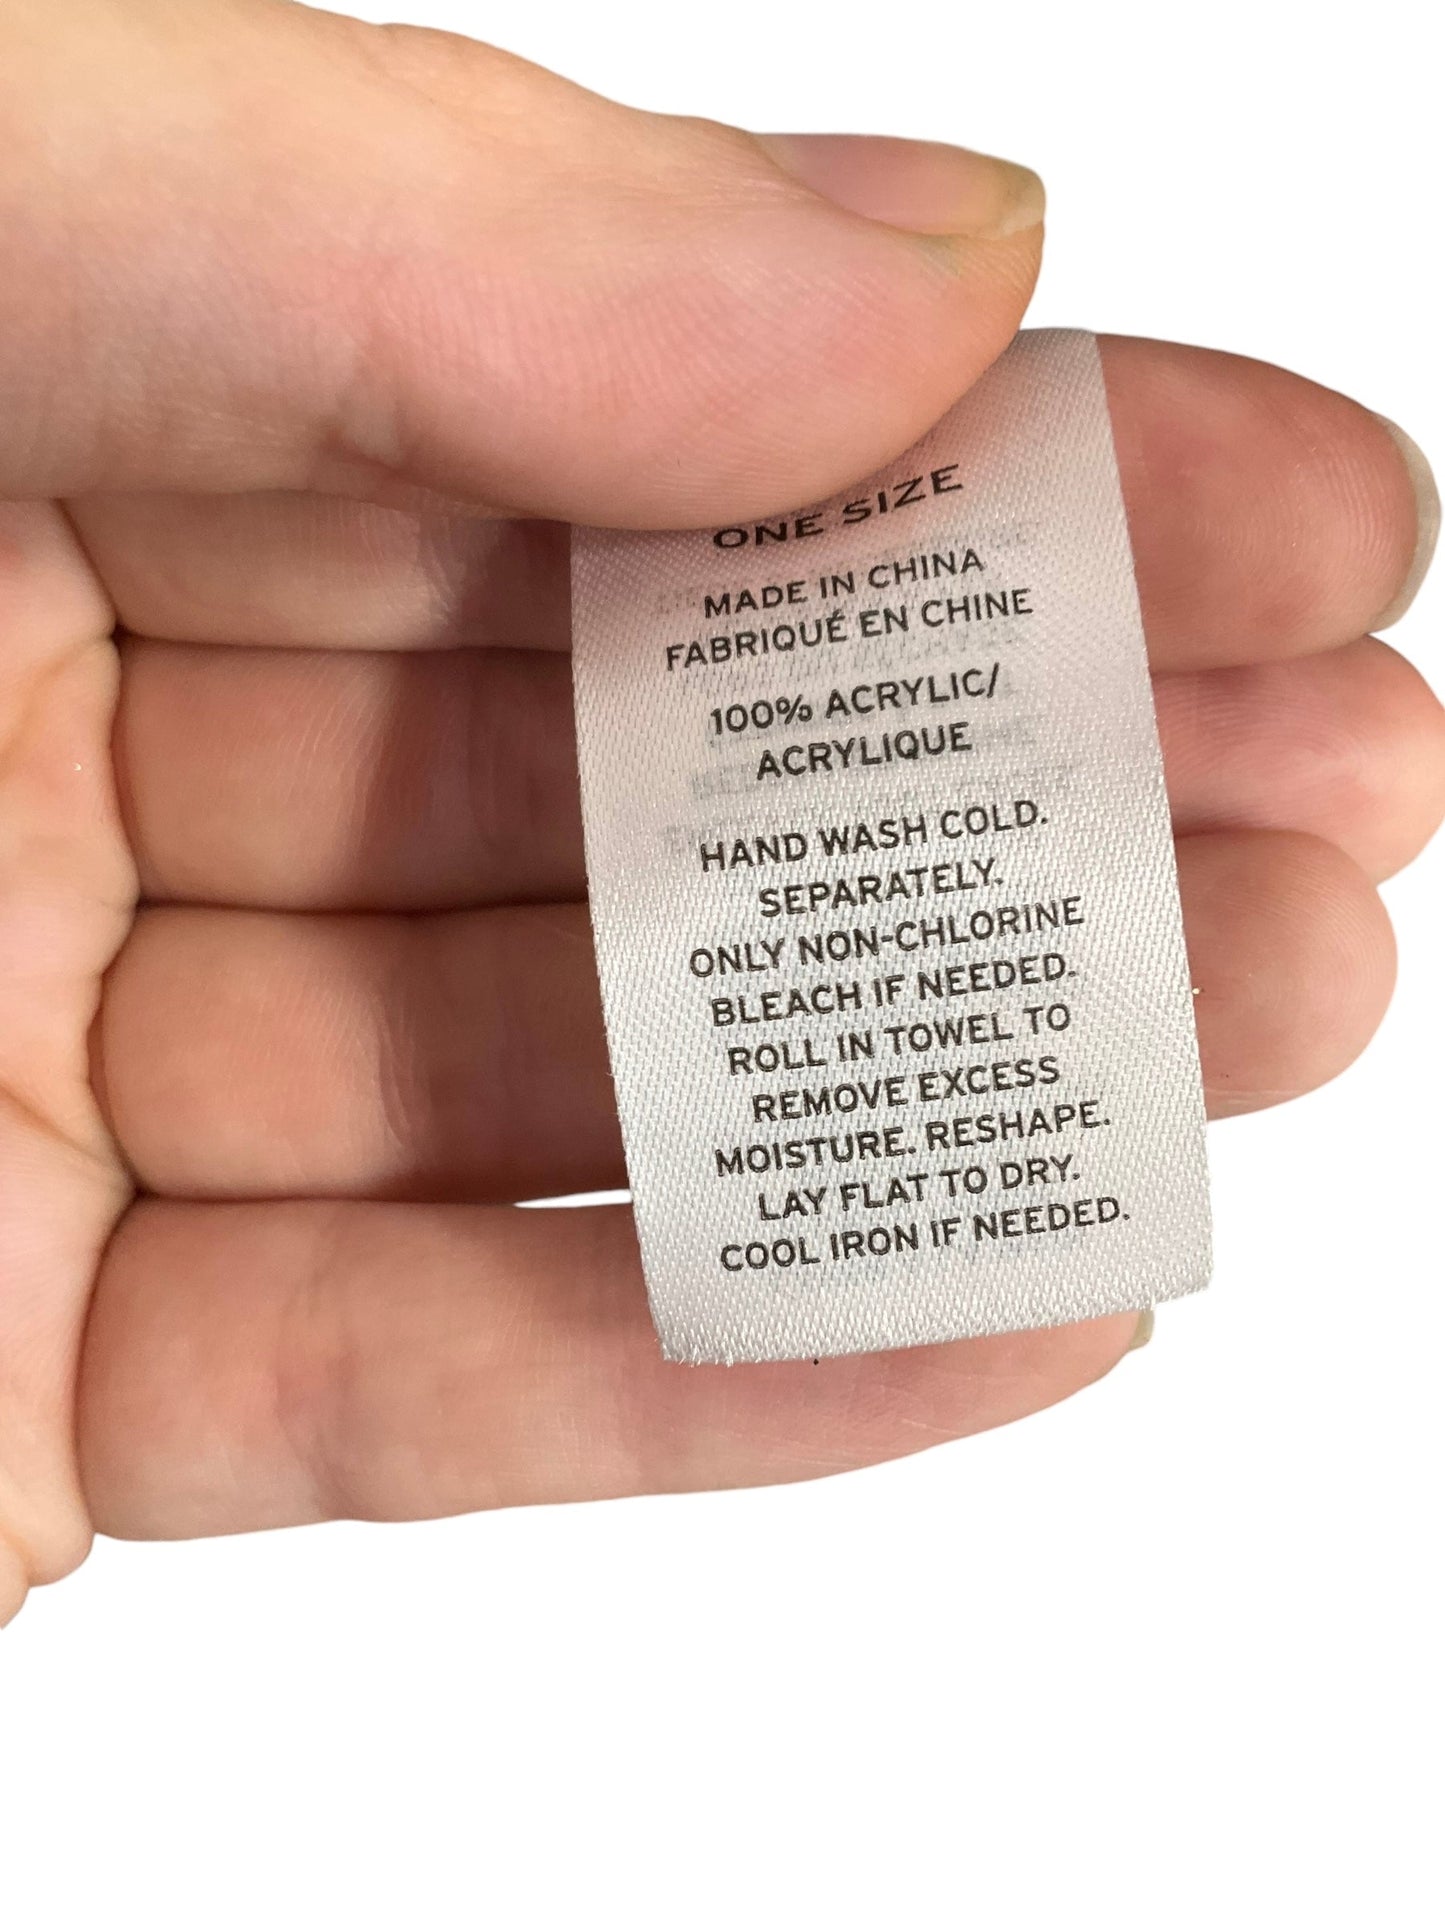 ONE SIZE
MADE IN CHINA
FABRIQUÉ EN CHINE
100% ACRYLIC/
ACRYLIQUE
HAND WASH COLD.
SEPARATELY.
ONLY NON-CHLORINE
BLEACH IF NEEDED.
ROLL IN TOWEL TO
REMOVE EXCESS
MOISTURE. RESHAPE.
LAY FLAT TO DRY.
COOL IRON IF NEEDED.